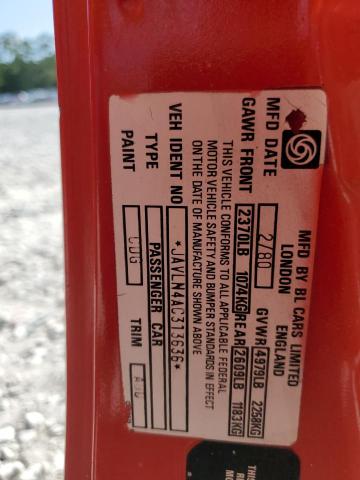 MFD BY BL CARS LIMITED
LONDON ENGLAND
MFD DATE 2/80 GVWR 4979LB 2258KG
GAWR FRONT 2370LB 1074KG REAR 2609LB 1183KG
THIS VEHICLE CONFORMS TO ALL APPLICABLE FEDERAL
MOTOR VEHICLE SAFETY AND BUMPER STANDARDS IN EFFECT
ON THE DATE OF MANUFACTURE SHOWN ABOVE
VEH IDENT NO *JAVLN4AC313636*
TYPE PASSENGER CAR
PAINT CDG TRIM
THIS